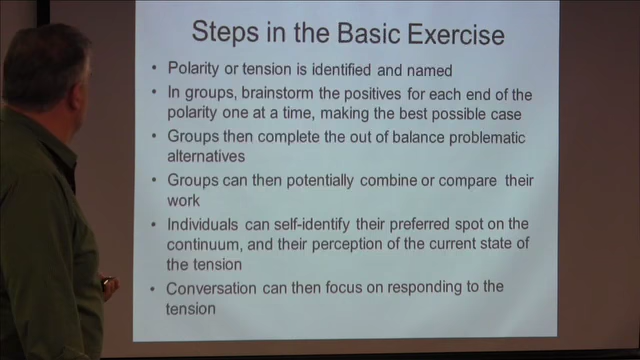 Steps in the Basic Exercise
• Polarity or tension is identified and named
• In groups, brainstorm the positives for each end of the
polarity one at a time, making the best possible case
• Groups then complete the out of balance problematic
alternatives
• Groups can then potentially combine or compare their
work
• Individuals can self-identify their preferred spot on the
continuum, and their perception of the current state of
the tension
• Conversation can then focus on responding to the
tension